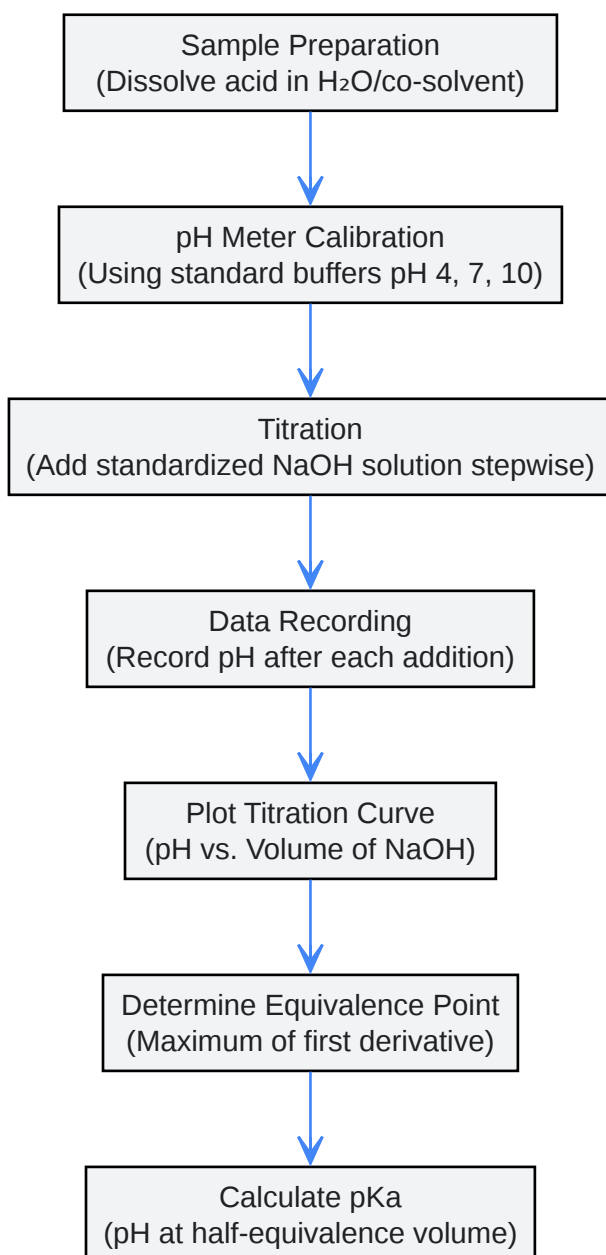 Sample Preparation
(Dissolve acid in H₂O/co-solvent)
pH Meter Calibration
(Using standard buffers pH 4, 7, 10)
Titration
(Add standardized NaOH solution stepwise)
Data Recording
(Record pH after each addition)
Plot Titration Curve
(pH vs. Volume of NaOH)
Determine Equivalence Point
(Maximum of first derivative)
Calculate pKa
(pH at half-equivalence volume)